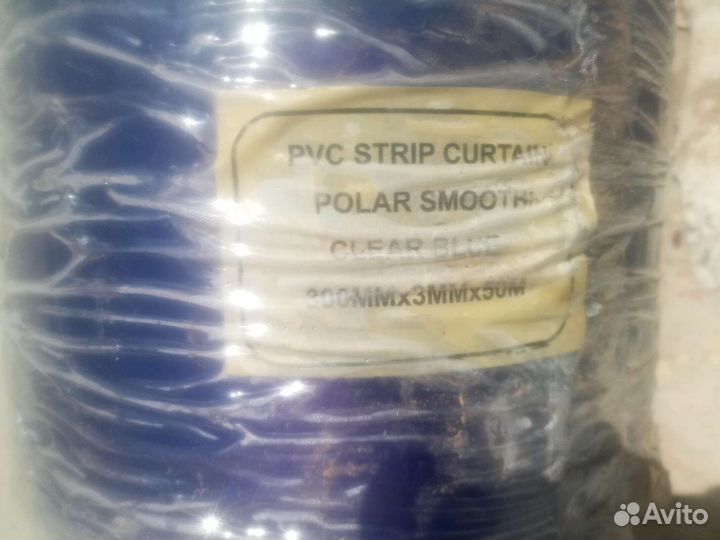 PVC STRIP CURTAIN
POLAR SMOOTH
CLEAR BLUE
300MMx3MMx50M
Avito